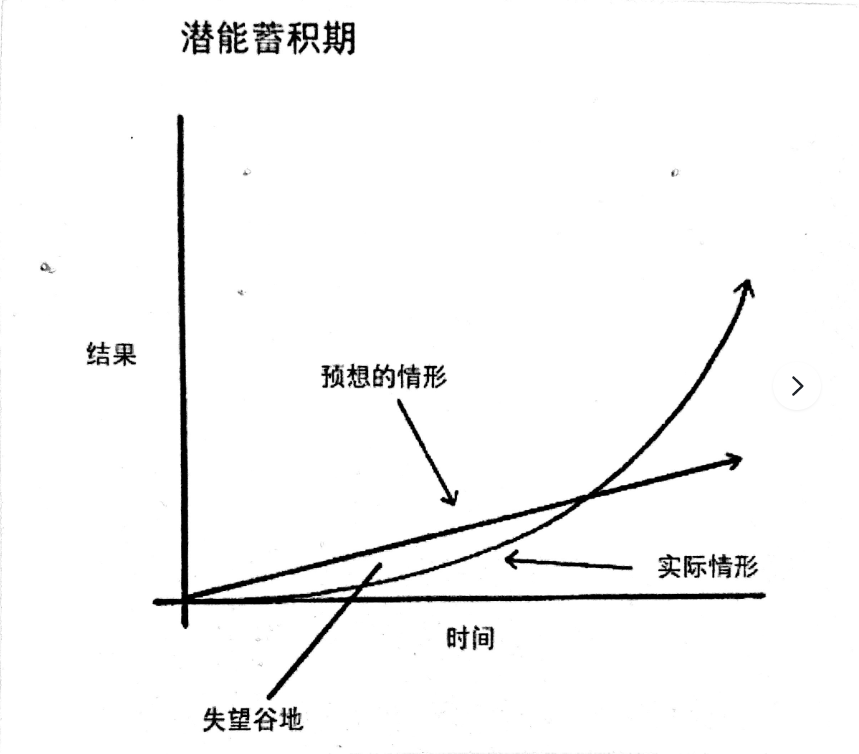 潜能蓄积期
结果
预想的情形
实际情形
时间
失望谷地